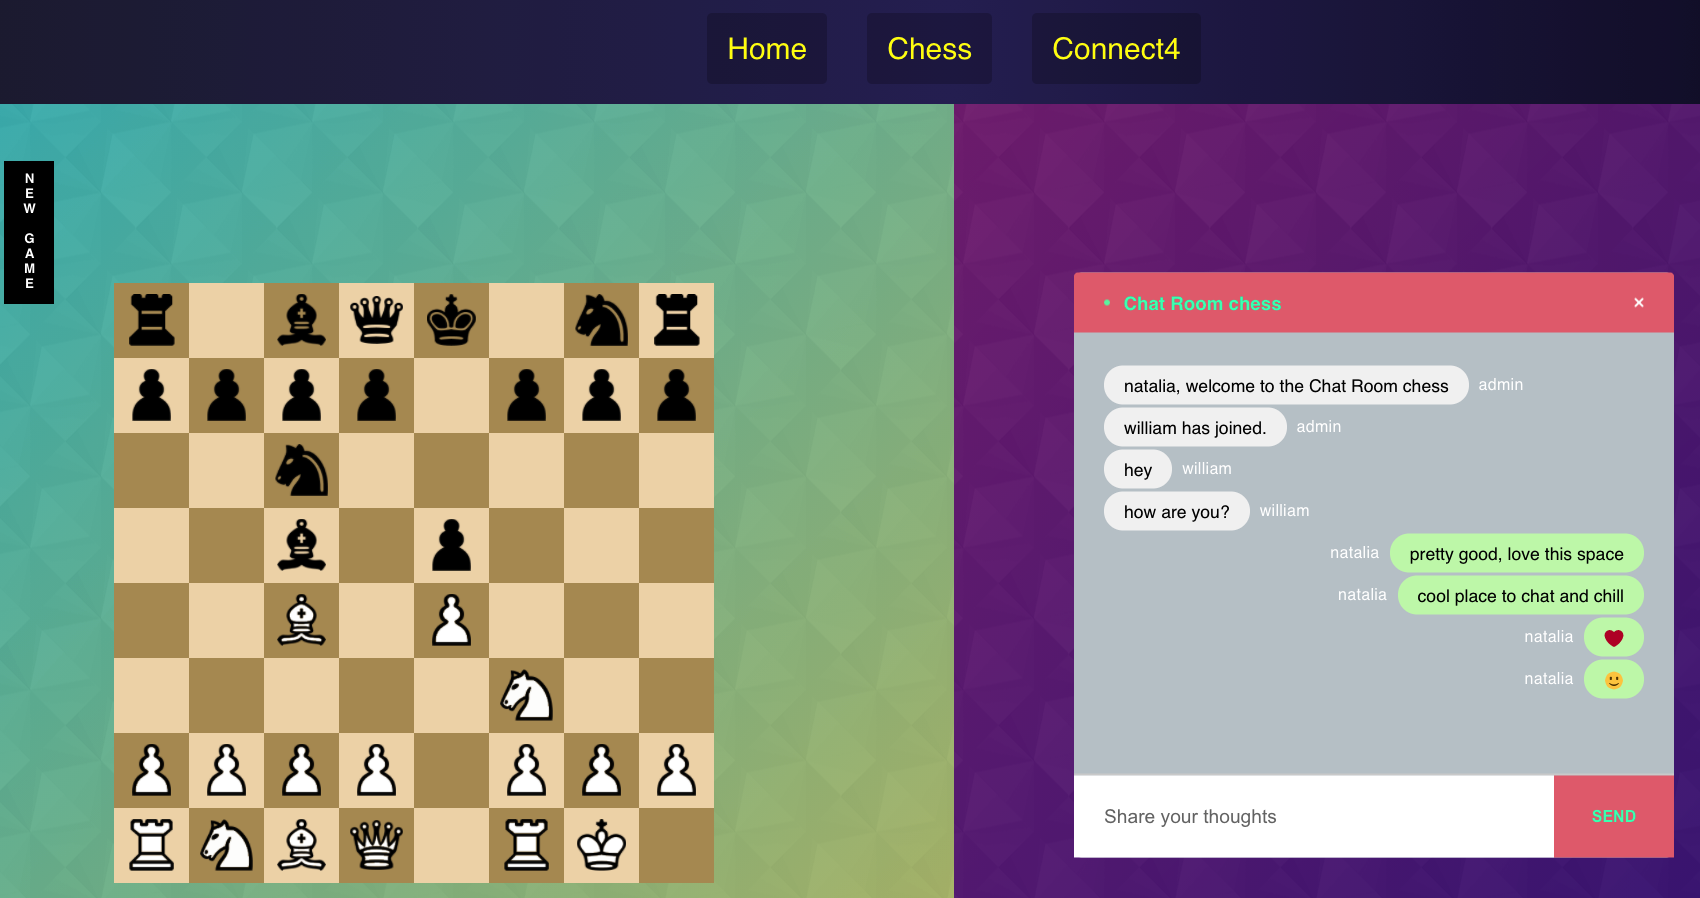 Home
Chess
Connect4
NEW GAME
• Chat Room chess
×
natalia, welcome to the Chat Room chess admin
william has joined. admin
hey william
how are you? william
natalia pretty good, love this space
natalia cool place to chat and chill
natalia ❤️
natalia 🙂
Share your thoughts
SEND